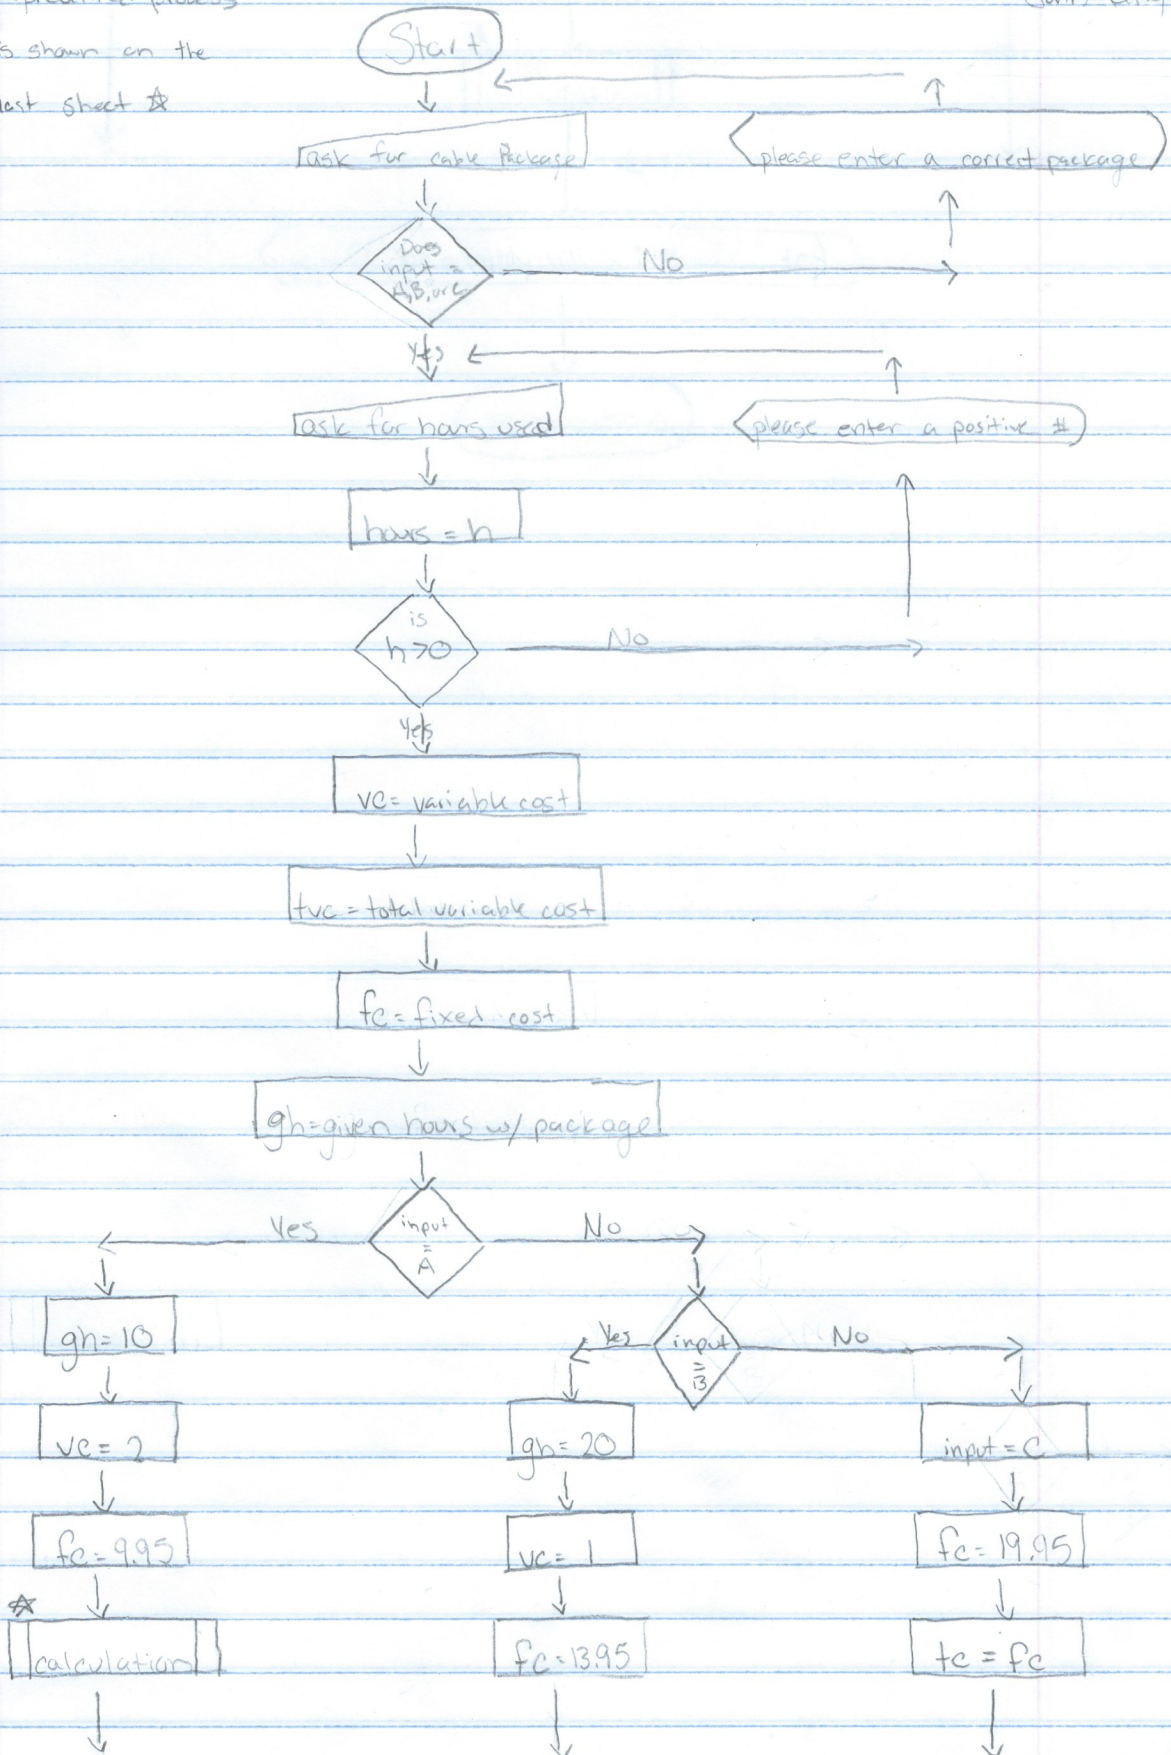 process
is shown on the
last sheet ☆
Start
ask for cable Package
please enter a correct package
Does
input =
A,B, or C
No
Yes
ask for hours used
please enter a positive #
hours = h
is
h>0
No
Yes
vc= variable cost
tvc = total variable cost
fc = fixed cost
gh=given hours w/ package
Yes
input
=
A
No
gh=10
Yes
input
=
B
No
vc= 2
gh=20
input = C
fc=9.95
vc= 1
fc=19.95
☆
calculation
fc=13.95
tc = fc